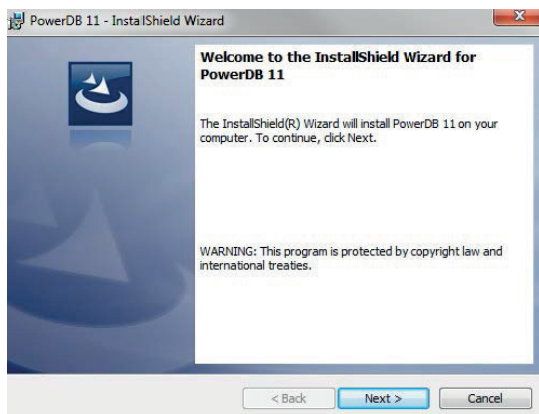 PowerDB 11 - InstallShield Wizard
Welcome to the InstallShield Wizard for
PowerDB 11
The InstallShield(R) Wizard will install PowerDB 11 on your
computer. To continue, click Next.
WARNING: This program is protected by copyright law and
international treaties.
< Back Next > Cancel